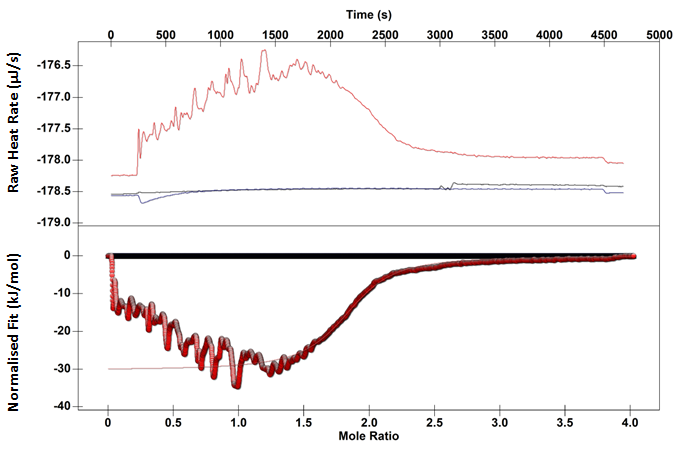 Time (s)
0 500 1000 1500 2000 2500 3000 3500 4000 4500 5000
Raw Heat Rate (µJ/s)
-176.5
-177.0
-177.5
-178.0
-178.5
-179.0
Normalised Fit (kJ/mol)
0
-10
-20
-30
-40
0 0.5 1.0 1.5 2.0 2.5 3.0 3.5 4.0
Mole Ratio